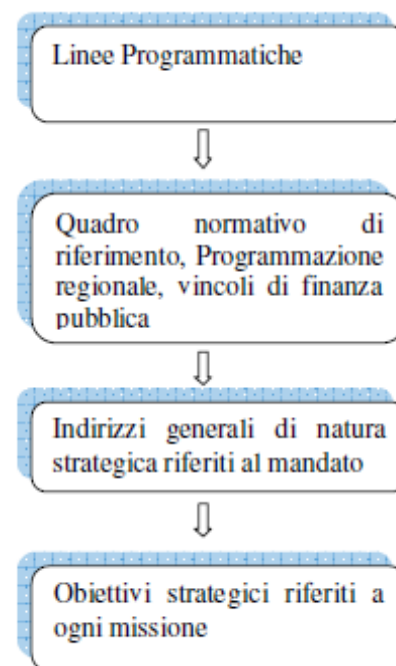 Linee Programmatiche
Quadro normativo di
riferimento, Programmazione
regionale, vincoli di finanza
pubblica
Indirizzi generali di natura
strategica riferiti al mandato
Obiettivi strategici riferiti a
ogni missione